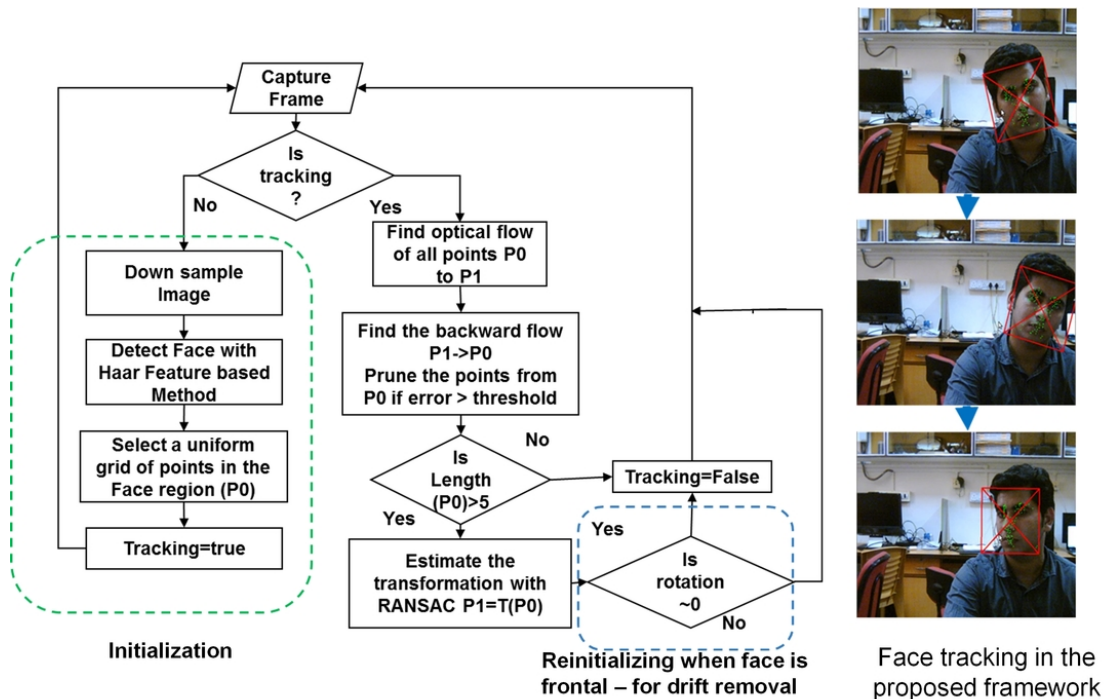 Capture
Frame
Is
tracking
?
No
Yes
Down sample
Image
Detect Face with
Haar Feature based
Method
Select a uniform
grid of points in the
Face region (P0)
Tracking=true
Initialization
Find optical flow
of all points P0
to P1
Find the backward flow
P1->P0
Prune the points from
P0 if error > threshold
Is
Length
(P0)>5
No
Yes
Tracking=False
Estimate the
transformation with
RANSAC P1=T(P0)
Yes
Is
rotation
~0
No
Reinitializing when face is
frontal – for drift removal
Face tracking in the
proposed framework